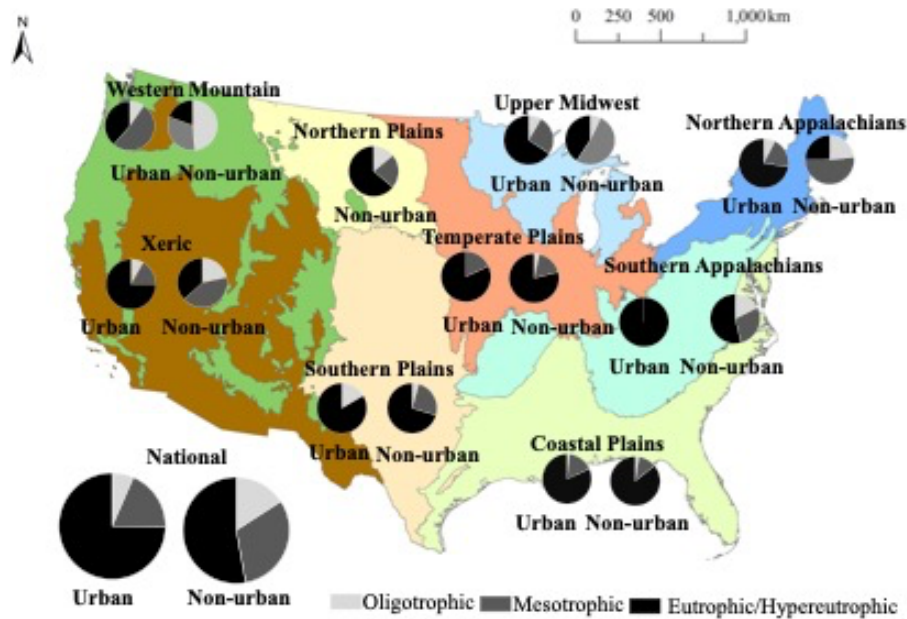 N
0 250 500 1,000 km
Western Mountain
Urban Non-urban
Northern Plains
Non-urban
Upper Midwest
Urban Non-urban
Northern Appalachians
Urban Non-urban
Xeric
Urban Non-urban
Temperate Plains
Urban Non-urban
Southern Appalachians
Urban Non-urban
Southern Plains
Urban Non-urban
Coastal Plains
Urban Non-urban
National
Urban Non-urban
Oligotrophic Mesotrophic Eutrophic/Hypereutrophic